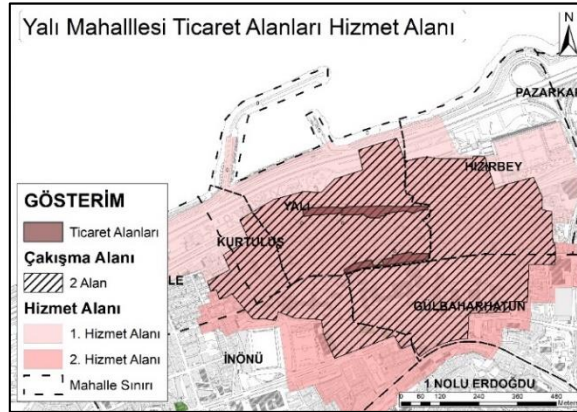 Yalı Mahalllesi Ticaret Alanları Hizmet Alanı
N
PAZARKAP
HIZIRBEY
YALI
KURTULUŞ
LE
GÜLBAHARHATUN
İNÖNÜ
1 NOLU ERDOĞDU
GÖSTERİM
Ticaret Alanları
Çakışma Alanı
2 Alan
Hizmet Alanı
1. Hizmet Alanı
2. Hizmet Alanı
Mahalle Sınırı
0 60 120 240 360 480